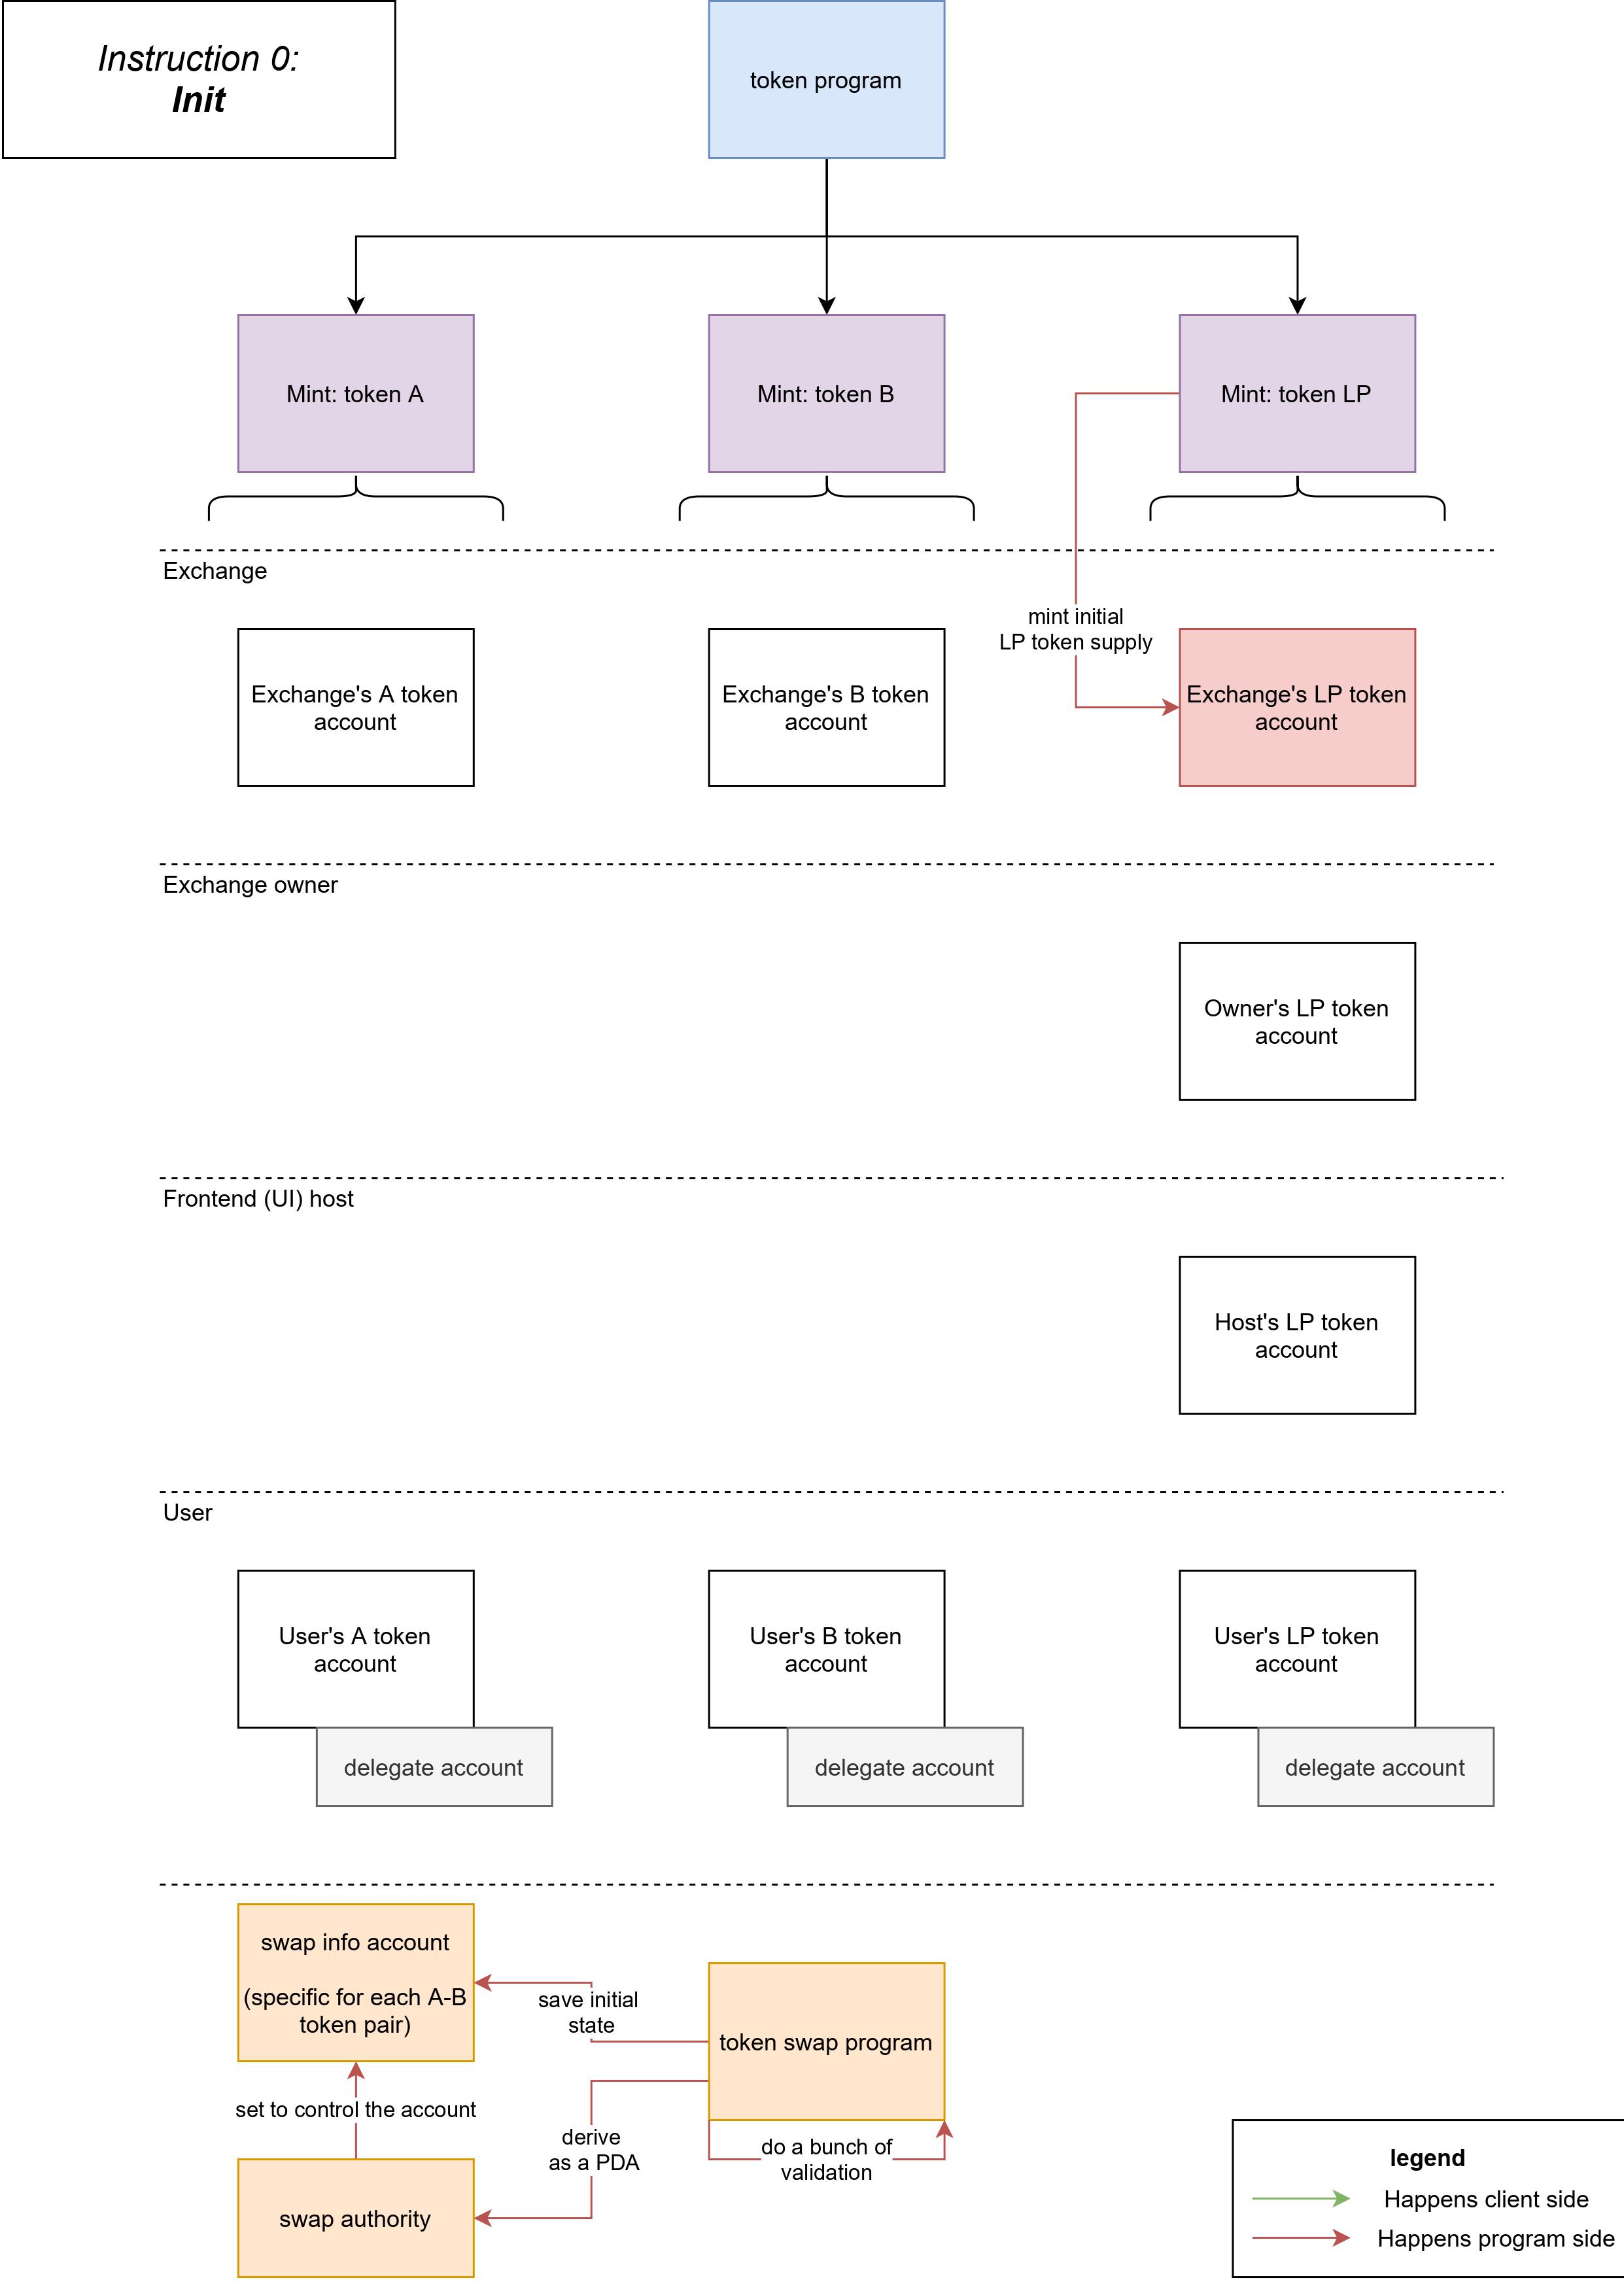 Instruction 0:
Init
token program
Mint: token A
Mint: token B
Mint: token LP
Exchange
mint initial
LP token supply
Exchange's A token
account
Exchange's B token
account
Exchange's LP token
account
Exchange owner
Owner's LP token
account
Frontend (UI) host
Host's LP token
account
User
User's A token
account
User's B token
account
User's LP token
account
delegate account
delegate account
delegate account
swap info account
(specific for each A-B
token pair)
save initial
state
token swap program
set to control the account
derive
as a PDA
do a bunch of
validation
swap authority
legend
Happens client side
Happens program side